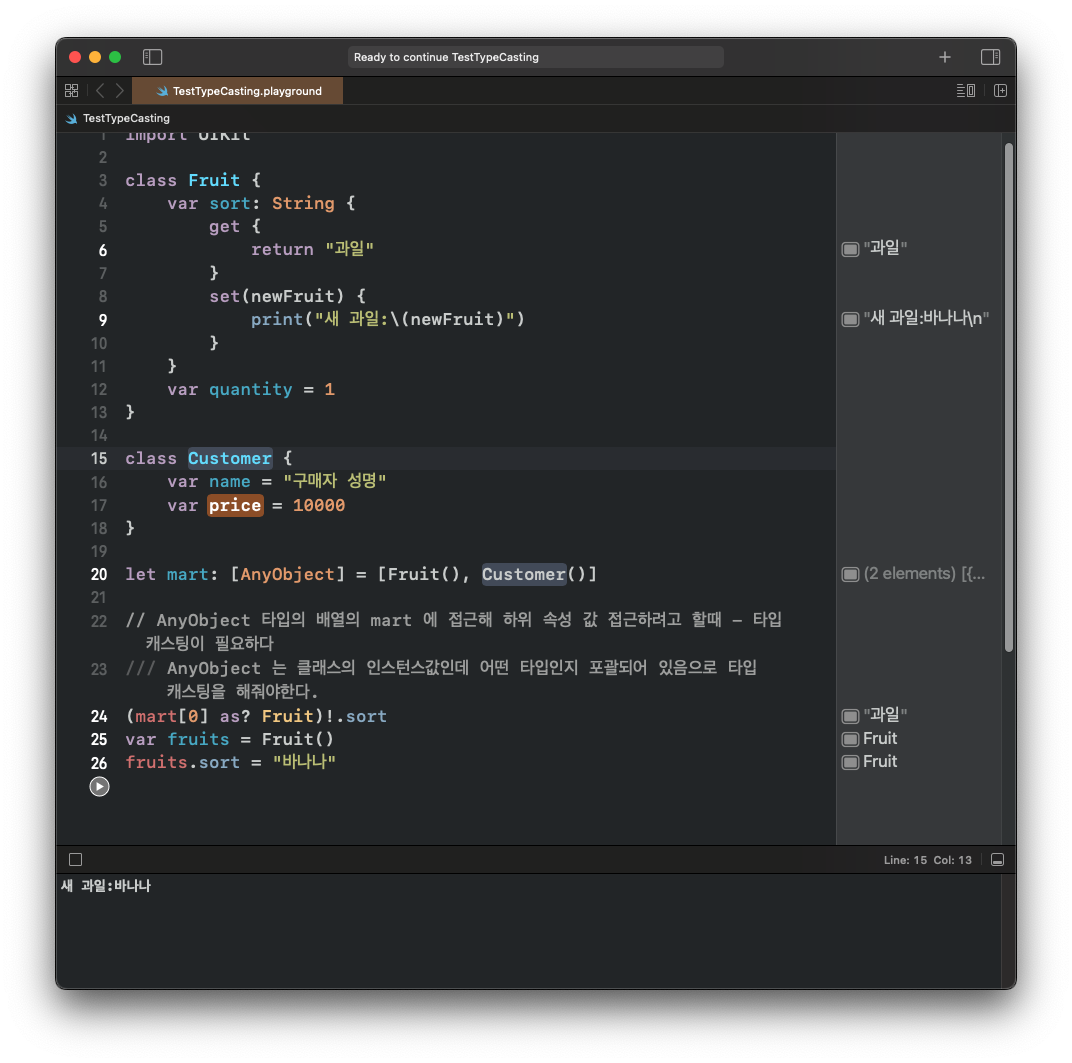 Ready to continue TestTypeCasting
TestTypeCasting.playground
TestTypeCasting
1 import UIKit
2
3 class Fruit {
4 var sort: String {
5 get {
6 return "과일" "과일"
7 }
8 set(newFruit) {
9 print("새 과일:\(newFruit)") "새 과일:바나나\n"
10 }
11 }
12 var quantity = 1
13 }
14
15 class Customer {
16 var name = "구매자 성명"
17 var price = 10000
18 }
19
20 let mart: [AnyObject] = [Fruit(), Customer()] (2 elements) [{...
21
22 // AnyObject 타입의 배열의 mart 에 접근해 하위 속성 값 접근하려고 할때 - 타입
캐스팅이 필요하다
23 /// AnyObject 는 클래스의 인스턴스값인데 어떤 타입인지 포괄되어 있음으로 타입
캐스팅을 해줘야한다.
24 (mart[0] as? Fruit)!.sort "과일"
25 var fruits = Fruit() Fruit
26 fruits.sort = "바나나" Fruit
Line: 15 Col: 13
새 과일:바나나